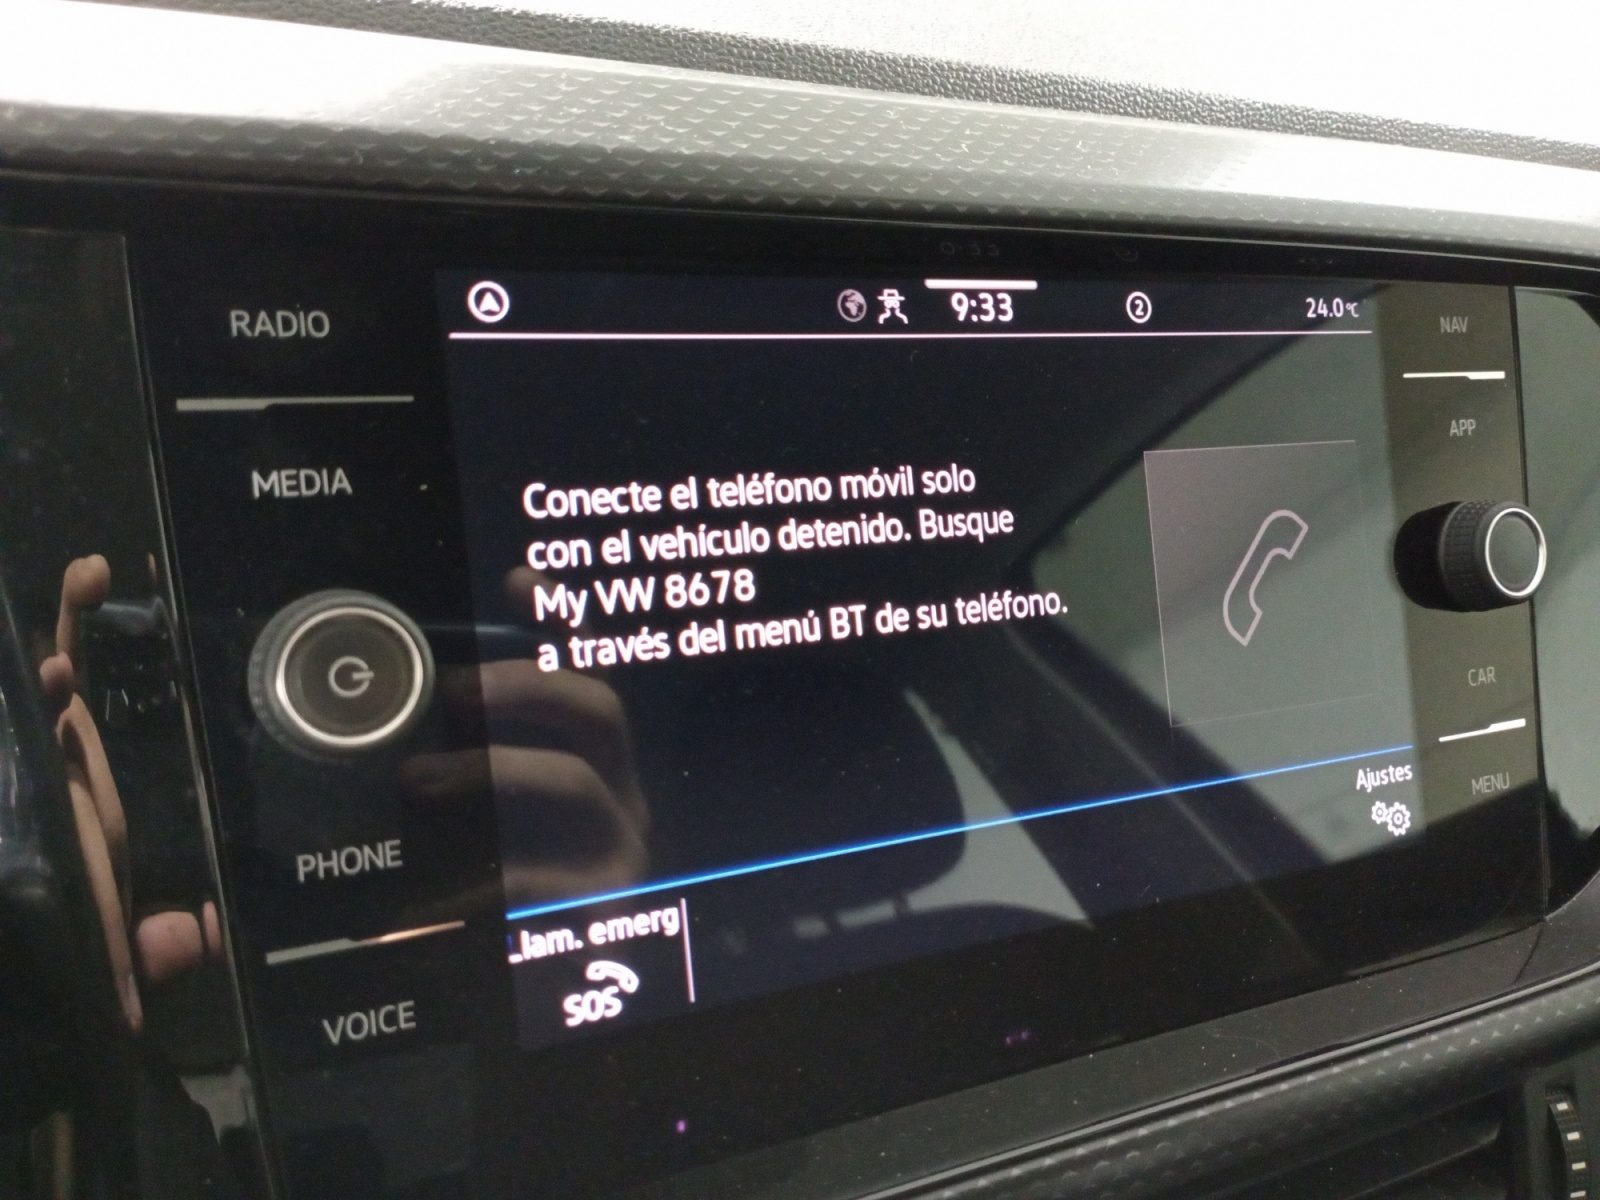 RADIO
MEDIA
PHONE
VOICE
9:33
2
24.0°C
Conecte el teléfono móvil solo
con el vehículo detenido. Busque
My VW 8678
a través del menú BT de su teléfono.
Ajustes
Llam. emerg
SOS
NAV
APP
CAR
MENU